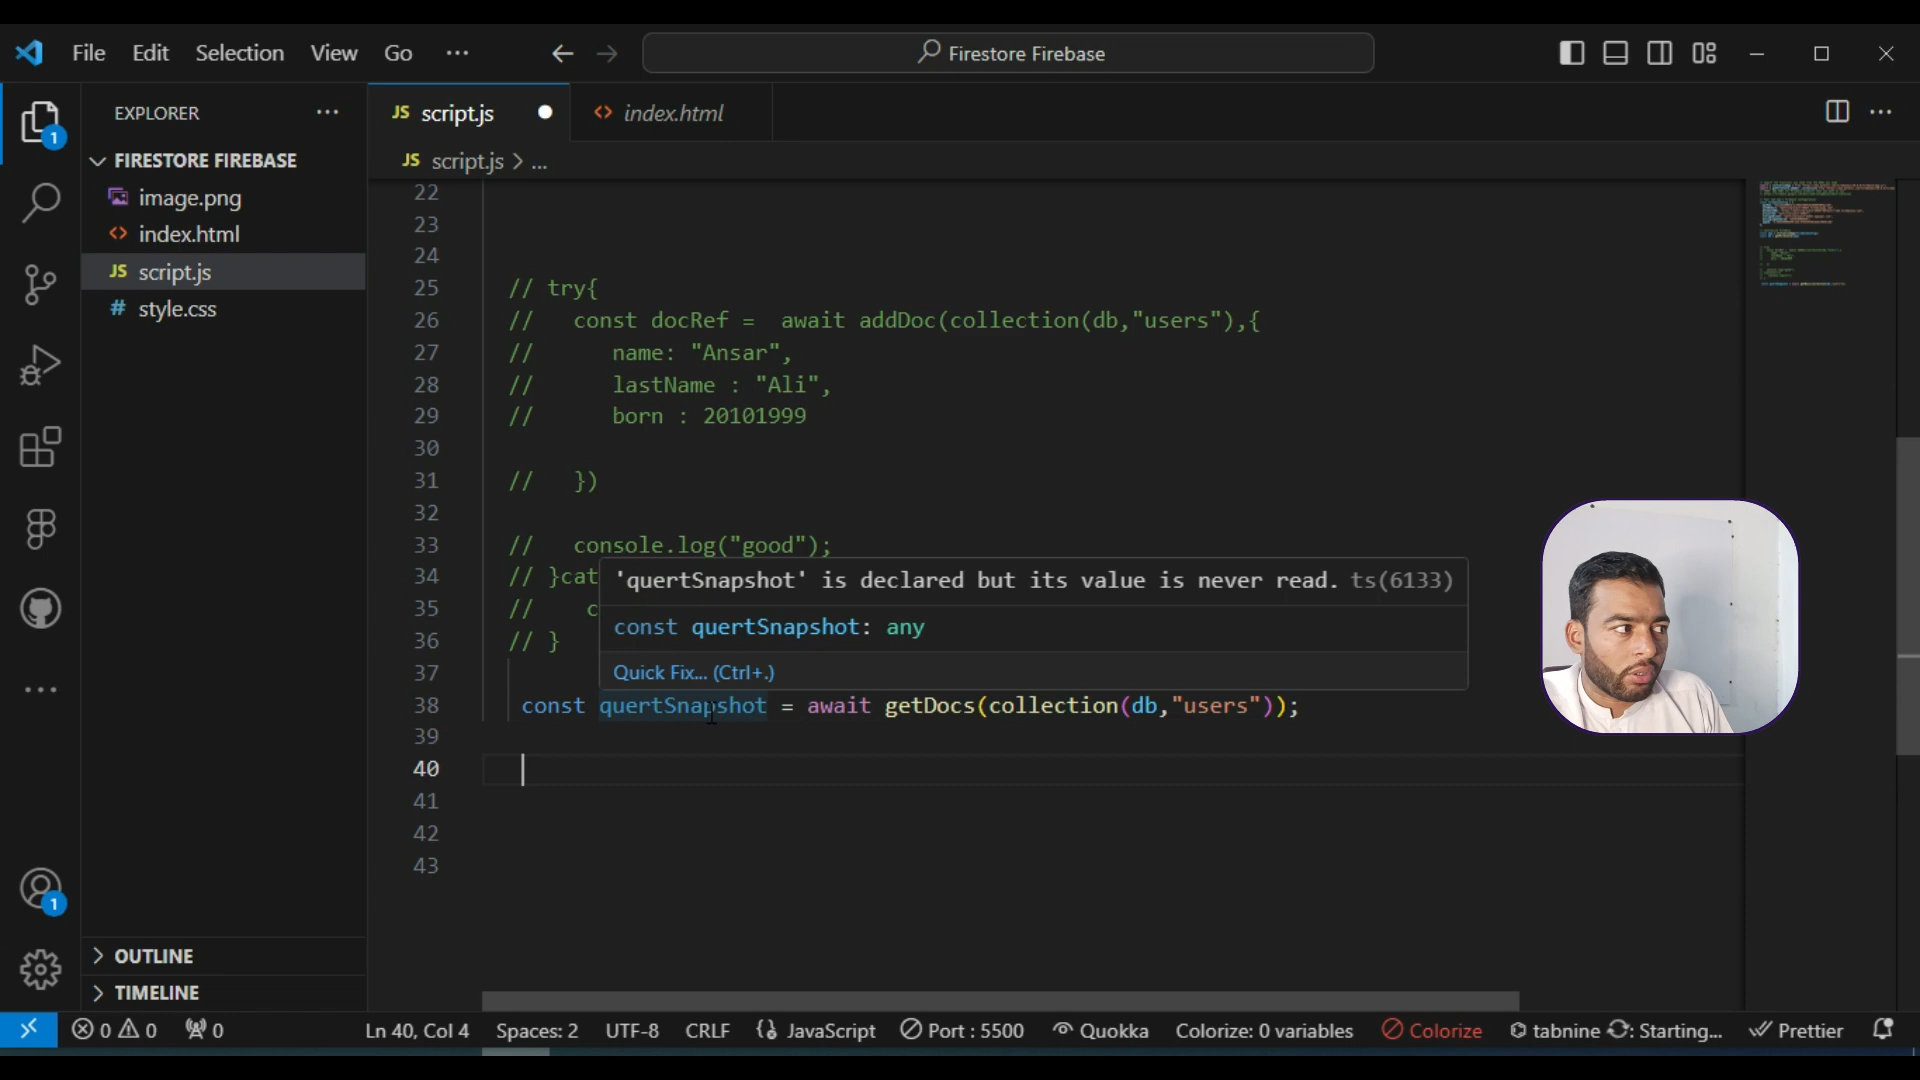 File Edit Selection View Go ...
Firestore Firebase
EXPLORER ...
FIRESTORE FIREBASE
image.png
index.html
JS script.js
# style.css
OUTLINE
TIMELINE
1
1
JS script.js
index.html
JS script.js > ...
22
23
24
25 // try{
26 //   const docRef =  await addDoc(collection(db,"users"),{
27 //      name: "Ansar",
28 //      lastName : "Ali",
29 //      born : 20101999
30
31 //   })
32
33 //   console.log("good");
34 // }cat
35 //    c
36 // }
37
38 const quertSnapshot = await getDocs(collection(db,"users"));
39
40
41
42
43
'quertSnapshot' is declared but its value is never read. ts(6133)
const quertSnapshot: any
Quick Fix... (Ctrl+.)
0 0 0 Ln 40, Col 4 Spaces: 2 UTF-8 CRLF JavaScript Port : 5500 Quokka Colorize: 0 variables Colorize tabnine : Starting... Prettier